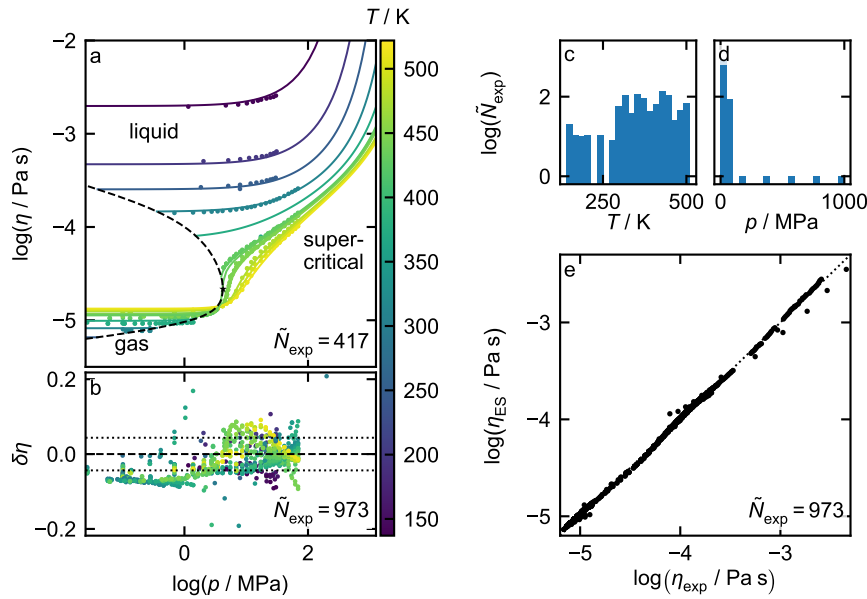 a
−2
−3
−4
−5
log(η / Pa s)
liquid
super-
critical
gas
Ñexp = 417
T / K
500
450
400
350
300
250
200
150
b
0.2
0.0
−0.2
δη
Ñexp = 973
0
2
log(p / MPa)
c
log(Ñexp)
2
0
250
500
T / K
d
0
1000
p / MPa
e
−3
−4
−5
log(ηES / Pa s)
Ñexp = 973
−5
−4
−3
log(ηexp / Pa s)